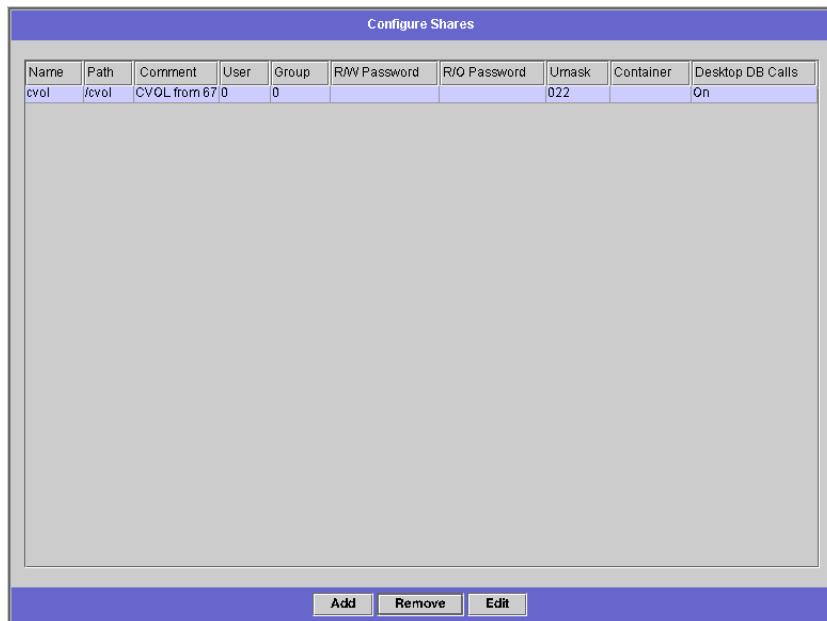 Configure Shares
Name Path Comment User Group R/W Password R/O Password Umask Container Desktop DB Calls
cvol /cvol CVOL from 67 0 0 022 On
Add Remove Edit